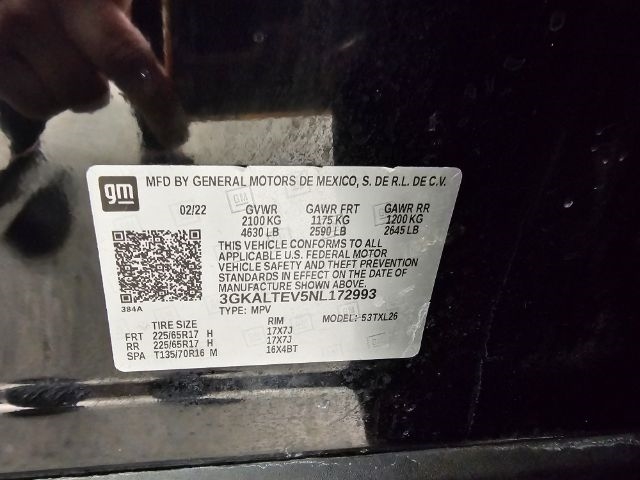 gm
MFD BY GENERAL MOTORS DE MEXICO, S. DE R.L. DE C.V.
02/22 GVWR GAWR FRT GAWR RR
2100 KG 1175 KG 1200 KG
4630 LB 2590 LB 2645 LB
THIS VEHICLE CONFORMS TO ALL
APPLICABLE U.S. FEDERAL MOTOR
VEHICLE SAFETY AND THEFT PREVENTION
STANDARDS IN EFFECT ON THE DATE OF
MANUFACTURE SHOWN ABOVE.
384A 3GKALTEV5NL172993
TYPE: MPV
TIRE SIZE RIM MODEL: 53TXL26
FRT 225/65R17 H 17X7J
RR 225/65R17 H 17X7J
SPA T135/70R16 M 16X4BT